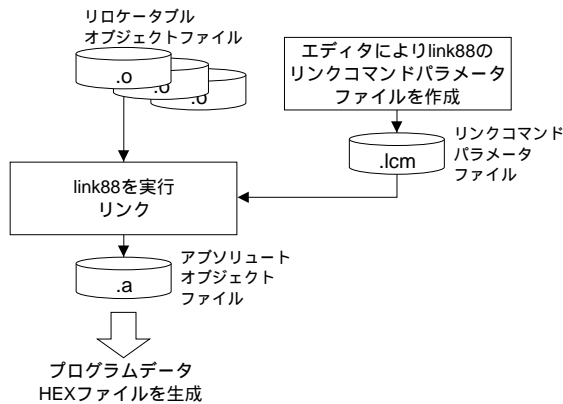 リロケータブル
オブジェクトファイル
.o
.o
.o
エディタによりlink88の
リンクコマンドパラメータ
ファイルを作成
.lcm
リンクコマンド
パラメータ
ファイル
link88を実行
リンク
.a
アブソリュート
オブジェクト
ファイル
プログラムデータ
HEXファイルを生成